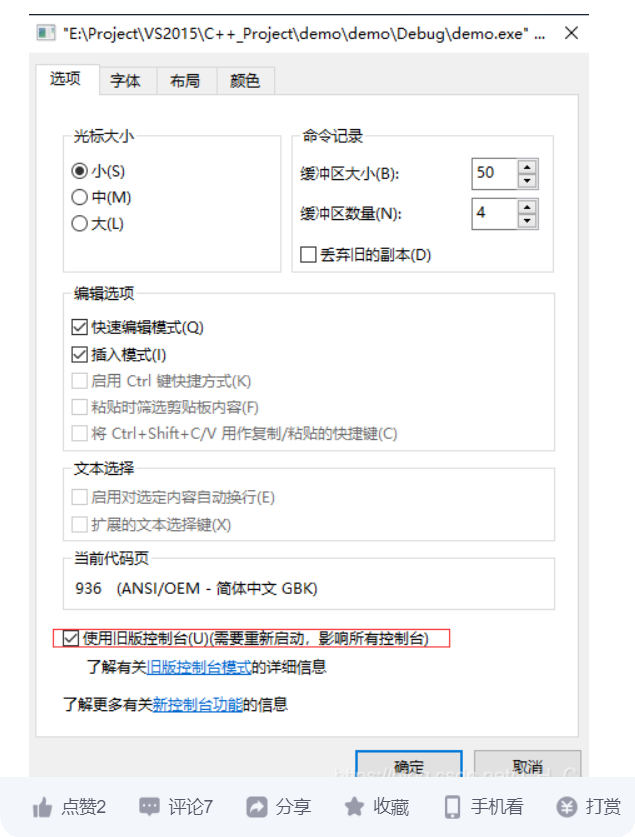 "E:\Project\VS2015\C++_Project\demo\demo\Debug\demo.exe" ...
选项 字体 布局 颜色
光标大小
小(S)
中(M)
大(L)
命令记录
缓冲区大小(B): 50
缓冲区数量(N): 4
丢弃旧的副本(D)
编辑选项
快速编辑模式(Q)
插入模式(I)
启用 Ctrl 键快捷方式(K)
粘贴时筛选剪贴板内容(F)
将 Ctrl+Shift+C/V 用作复制/粘贴的快捷键(C)
文本选择
启用对选定内容自动换行(E)
扩展的文本选择键(X)
当前代码页
936 (ANSI/OEM - 简体中文 GBK)
使用旧版控制台(U)(需要重新启动，影响所有控制台)
了解有关旧版控制台模式的详细信息
了解更多有关新控制台功能的信息
确定 取消
点赞2 评论7 分享 收藏 手机看 打赏